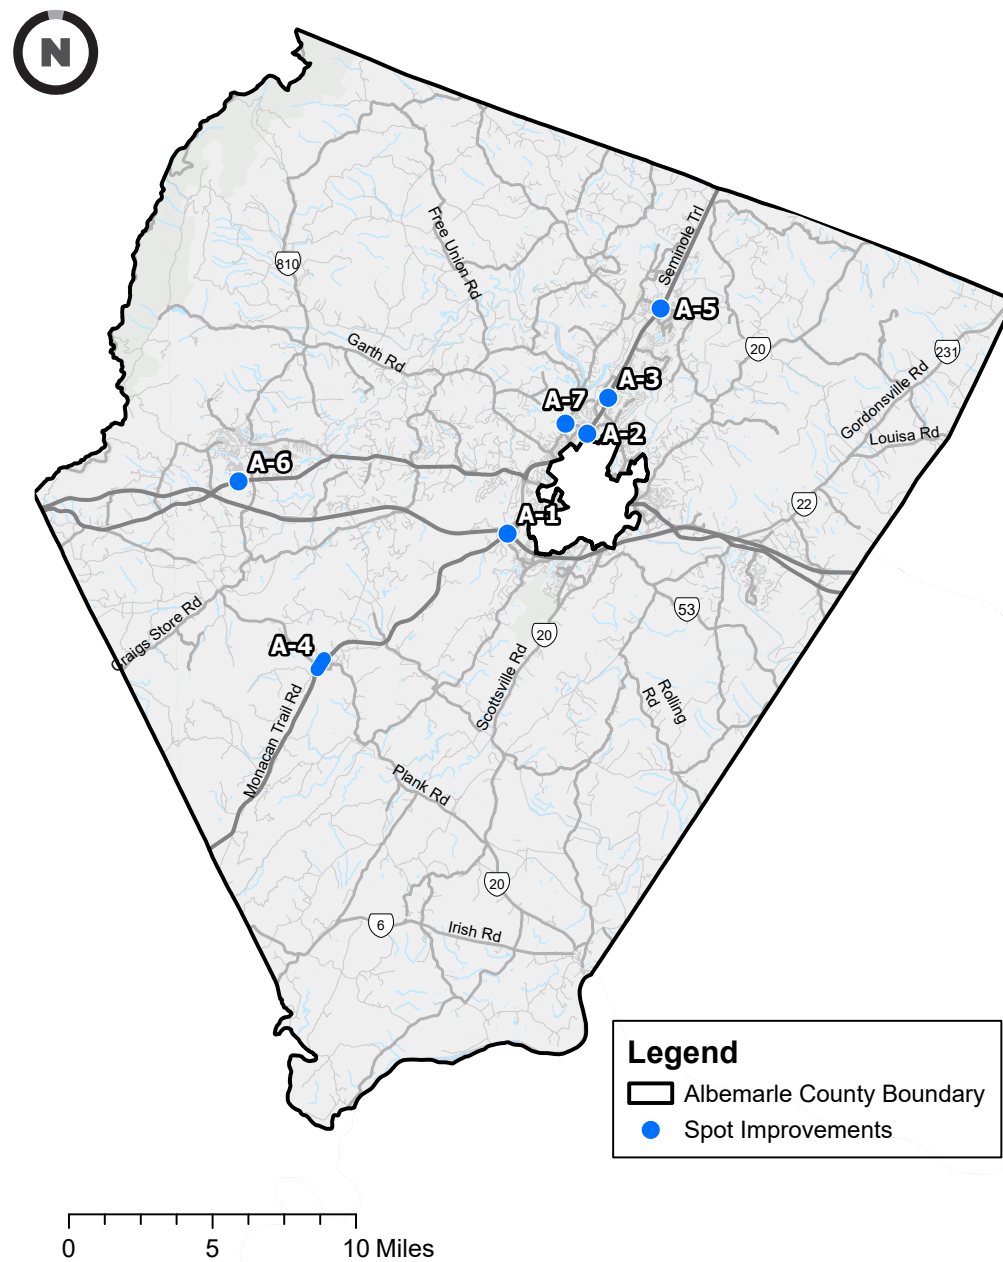 N
Seminole Trl
Free Union Rd
810
A-5
20
231
Garth Rd
Gordonsville Rd
A-3
A-7
A-2
Louisa Rd
A-6
22
A-1
53
Craigs Store Rd
20
A-4
Scottsville Rd
Rolling
Rd
Monacan Trail Rd
Plank Rd
20
6
Irish Rd
Legend
Albemarle County Boundary
Spot Improvements
0 5 10 Miles